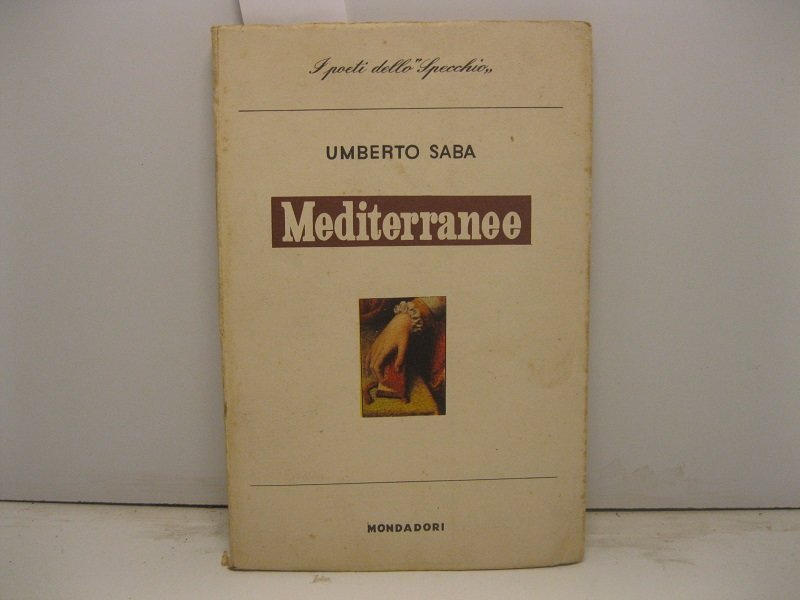 I poeti dello "Specchio„
UMBERTO SABA
Mediterranee
MONDADORI